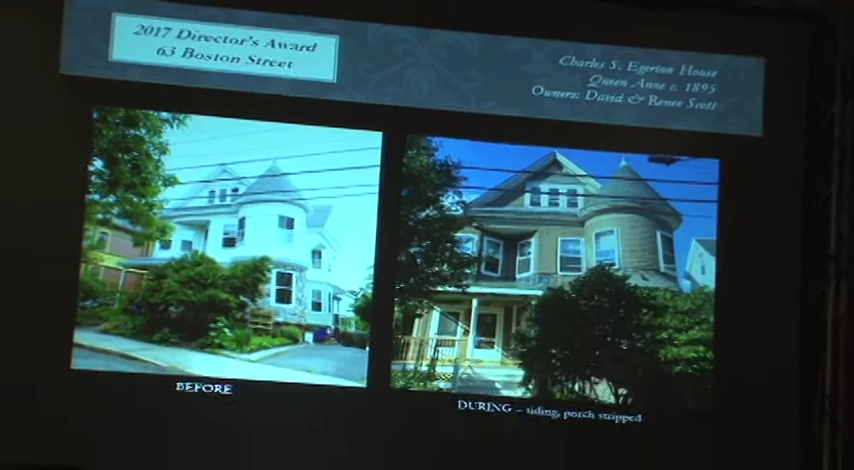 2017 Director's Award
63 Boston Street
Charles S. Egerton House
Queen Anne c. 1895
Owners: David & Renee Scott
BEFORE
DURING – siding, porch stripped